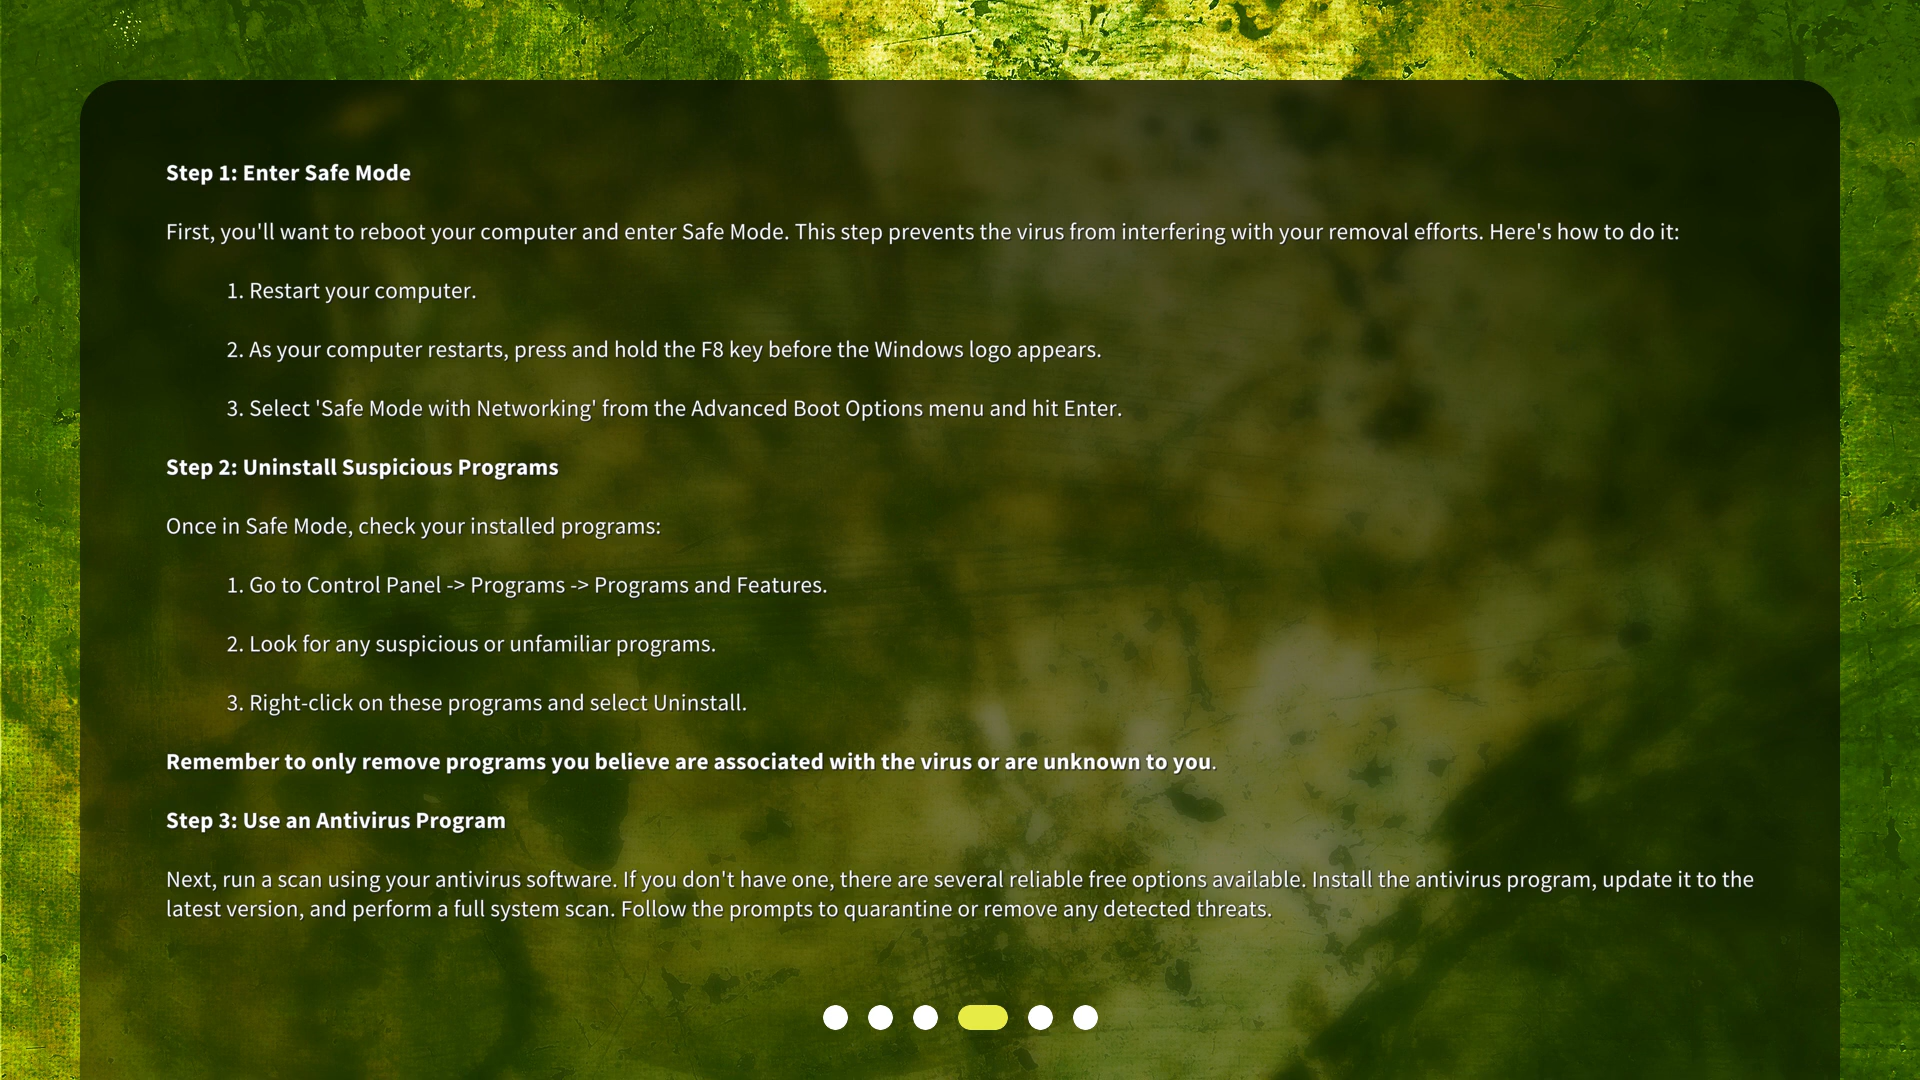 Step 1: Enter Safe Mode
First, you'll want to reboot your computer and enter Safe Mode. This step prevents the virus from interfering with your removal efforts. Here's how to do it:
1. Restart your computer.
2. As your computer restarts, press and hold the F8 key before the Windows logo appears.
3. Select 'Safe Mode with Networking' from the Advanced Boot Options menu and hit Enter.
Step 2: Uninstall Suspicious Programs
Once in Safe Mode, check your installed programs:
1. Go to Control Panel -> Programs -> Programs and Features.
2. Look for any suspicious or unfamiliar programs.
3. Right-click on these programs and select Uninstall.
Remember to only remove programs you believe are associated with the virus or are unknown to you.
Step 3: Use an Antivirus Program
Next, run a scan using your antivirus software. If you don't have one, there are several reliable free options available. Install the antivirus program, update it to the
latest version, and perform a full system scan. Follow the prompts to quarantine or remove any detected threats.